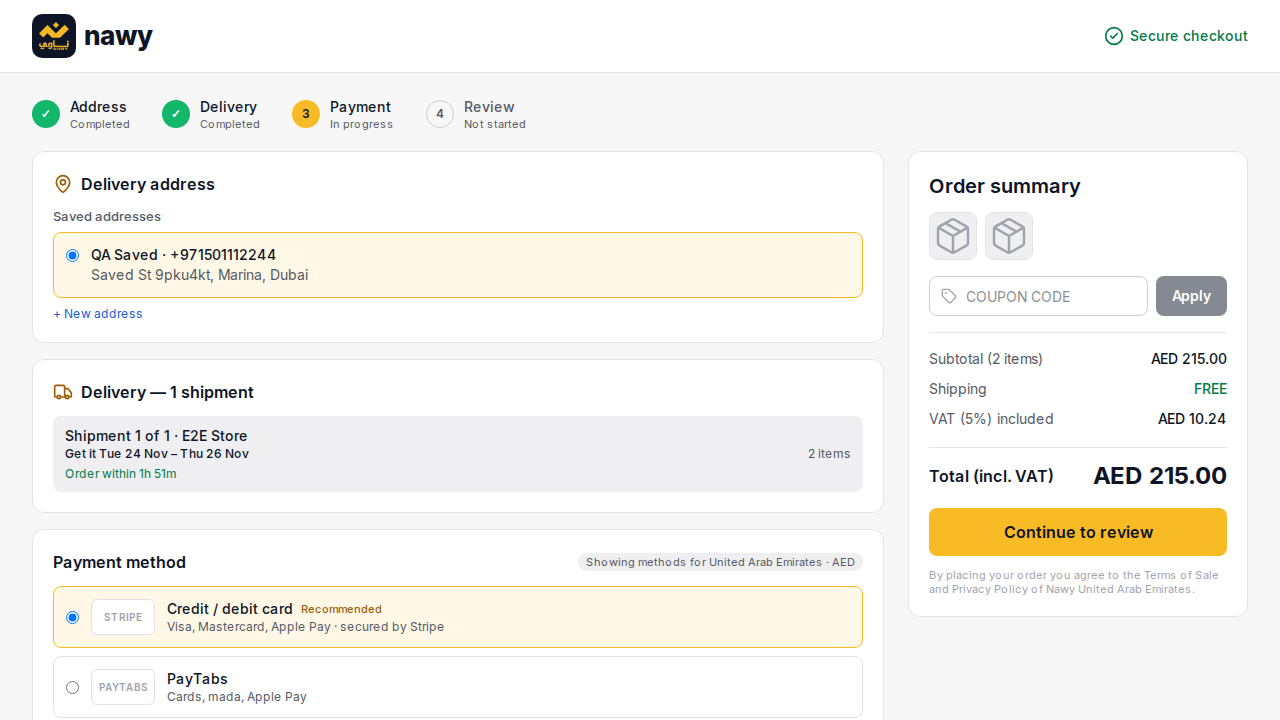 ناوي
NAWY
nawy
Secure checkout
✓ Address
Completed
✓ Delivery
Completed
3 Payment
In progress
4 Review
Not started
Delivery address
Saved addresses
QA Saved · +971501112244
Saved St 9pku4kt, Marina, Dubai
+ New address
Delivery — 1 shipment
Shipment 1 of 1 · E2E Store
Get it Tue 24 Nov – Thu 26 Nov
2 items
Order within 1h 51m
Payment method
Showing methods for United Arab Emirates · AED
STRIPE
Credit / debit card Recommended
Visa, Mastercard, Apple Pay · secured by Stripe
PAYTABS
PayTabs
Cards, mada, Apple Pay
Order summary
COUPON CODE
Apply
Subtotal (2 items) AED 215.00
Shipping FREE
VAT (5%) included AED 10.24
Total (incl. VAT) AED 215.00
Continue to review
By placing your order you agree to the Terms of Sale
and Privacy Policy of Nawy United Arab Emirates.